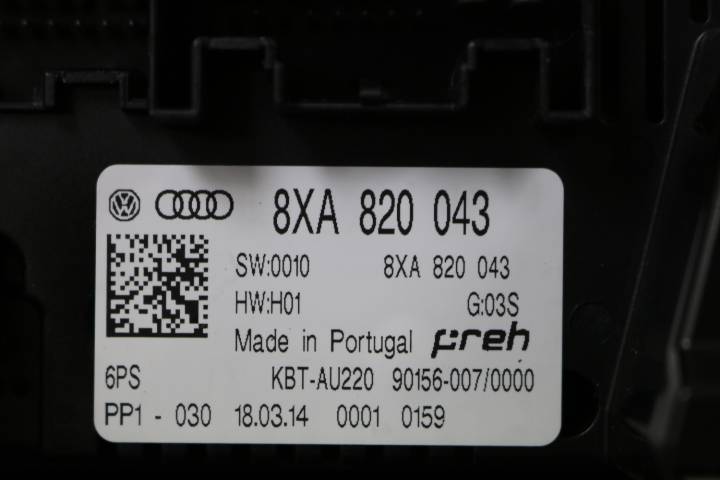 8XA 820 043
SW:0010 8XA 820 043
HW:H01 G:03S
Made in Portugal preh
6PS KBT-AU220 90156-007/0000
PP1 - 030 18.03.14 0001 0159